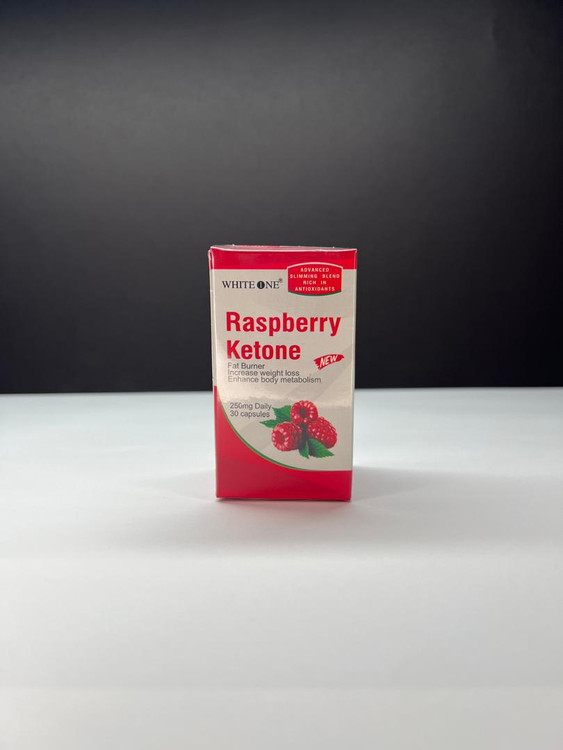 ADVANCED
SLIMMING BLEND
RICH IN
ANTIOXIDANTS
WHITE ONE®
Raspberry
Ketone
NEW
Fat Burner
Increase weight loss
Enhance body metabolism
250mg Daily
30 capsules